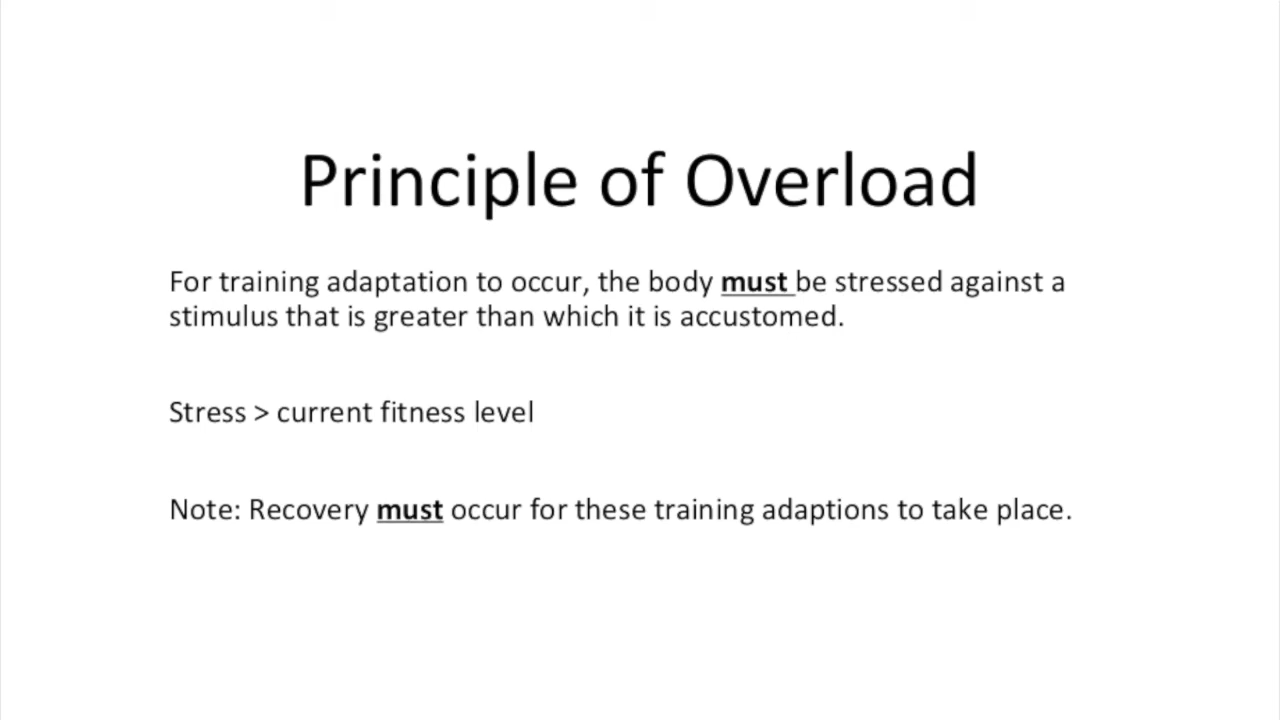 Principle of Overload
For training adaptation to occur, the body must be stressed against a
stimulus that is greater than which it is accustomed.
Stress > current fitness level
Note: Recovery must occur for these training adaptions to take place.